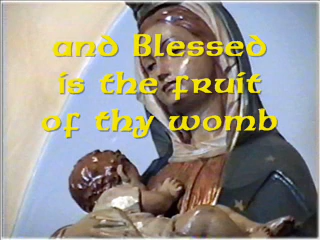 and Blessed
is the fruit
of thy womb